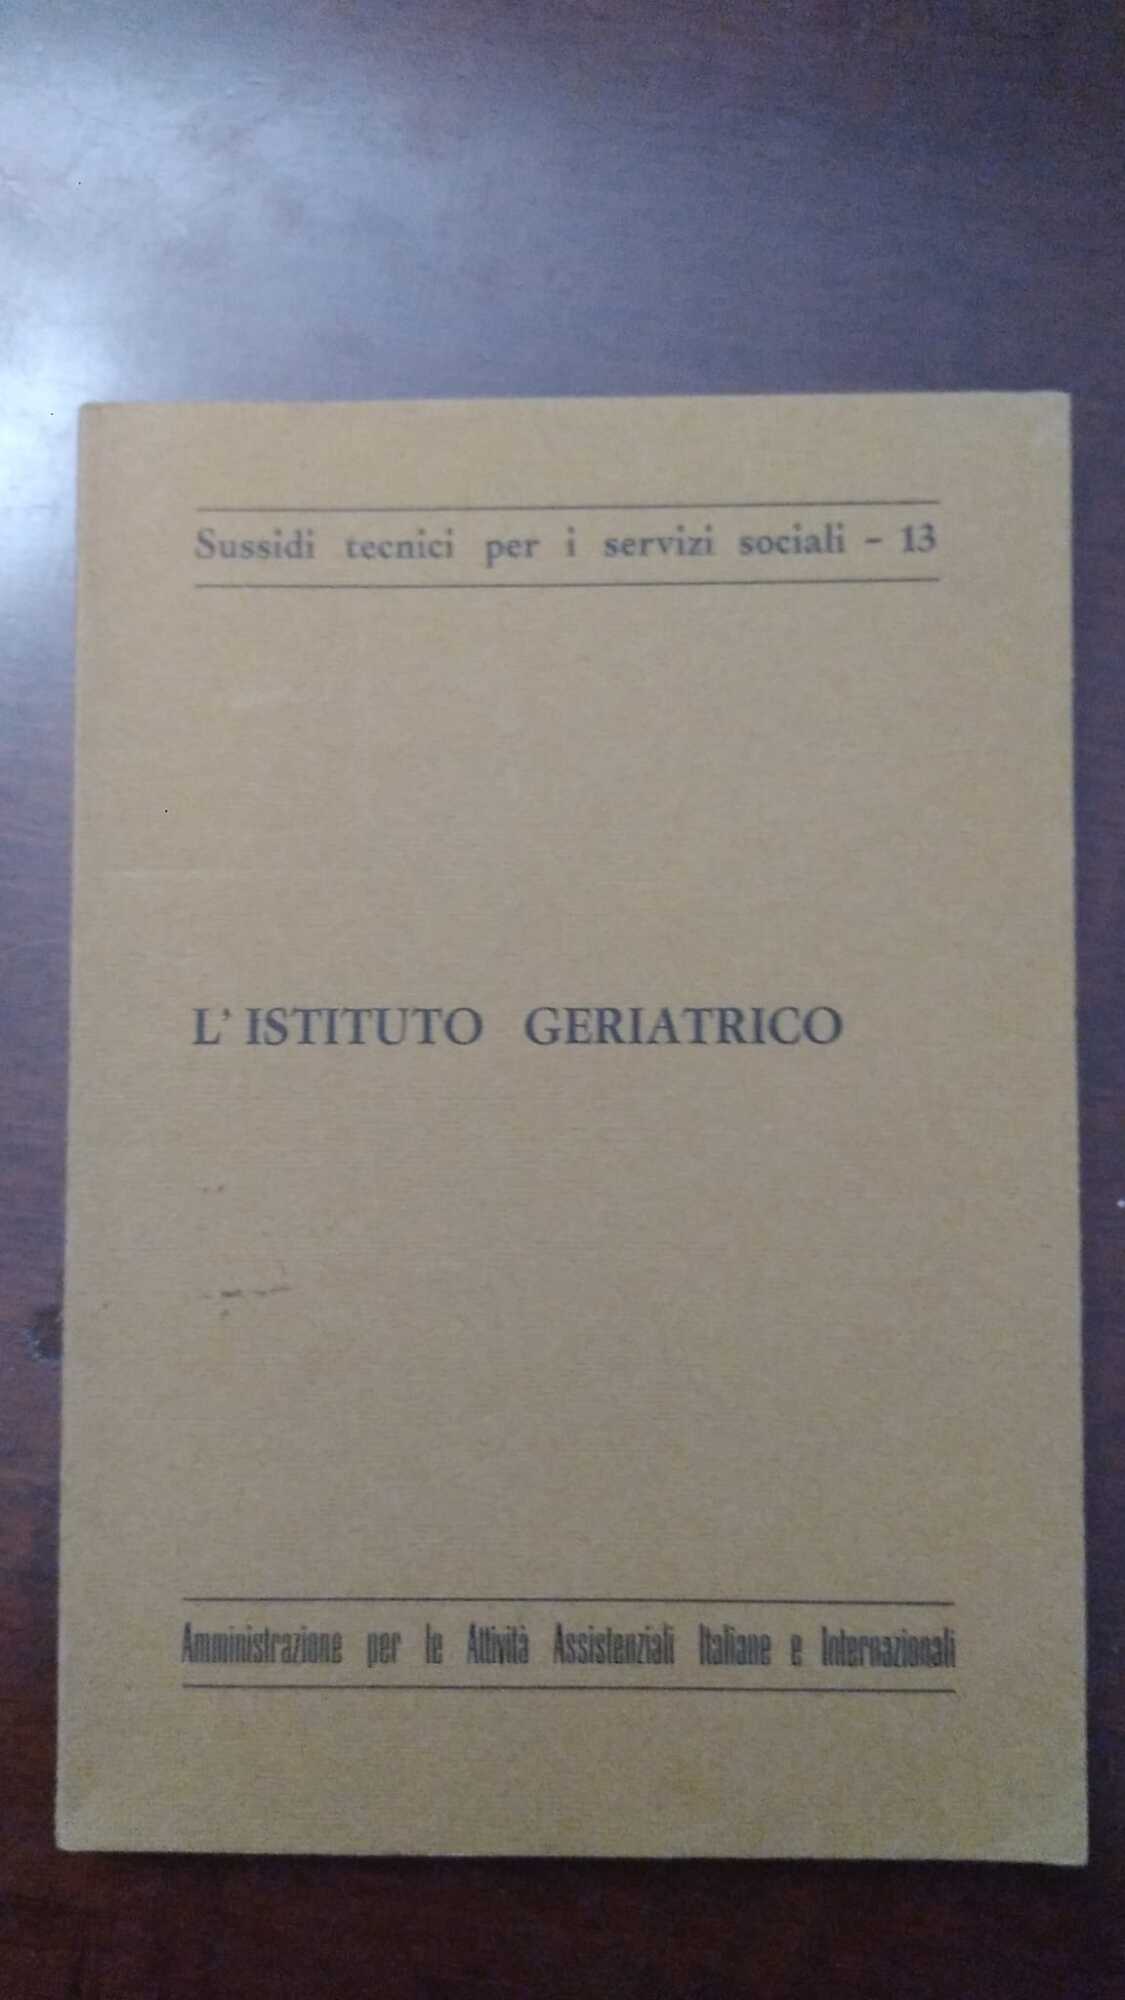 Sussidi tecnici per i servizi sociali - 13
L' ISTITUTO GERIATRICO
Amministrazione per le Attività Assistenziali Italiane e Internazionali